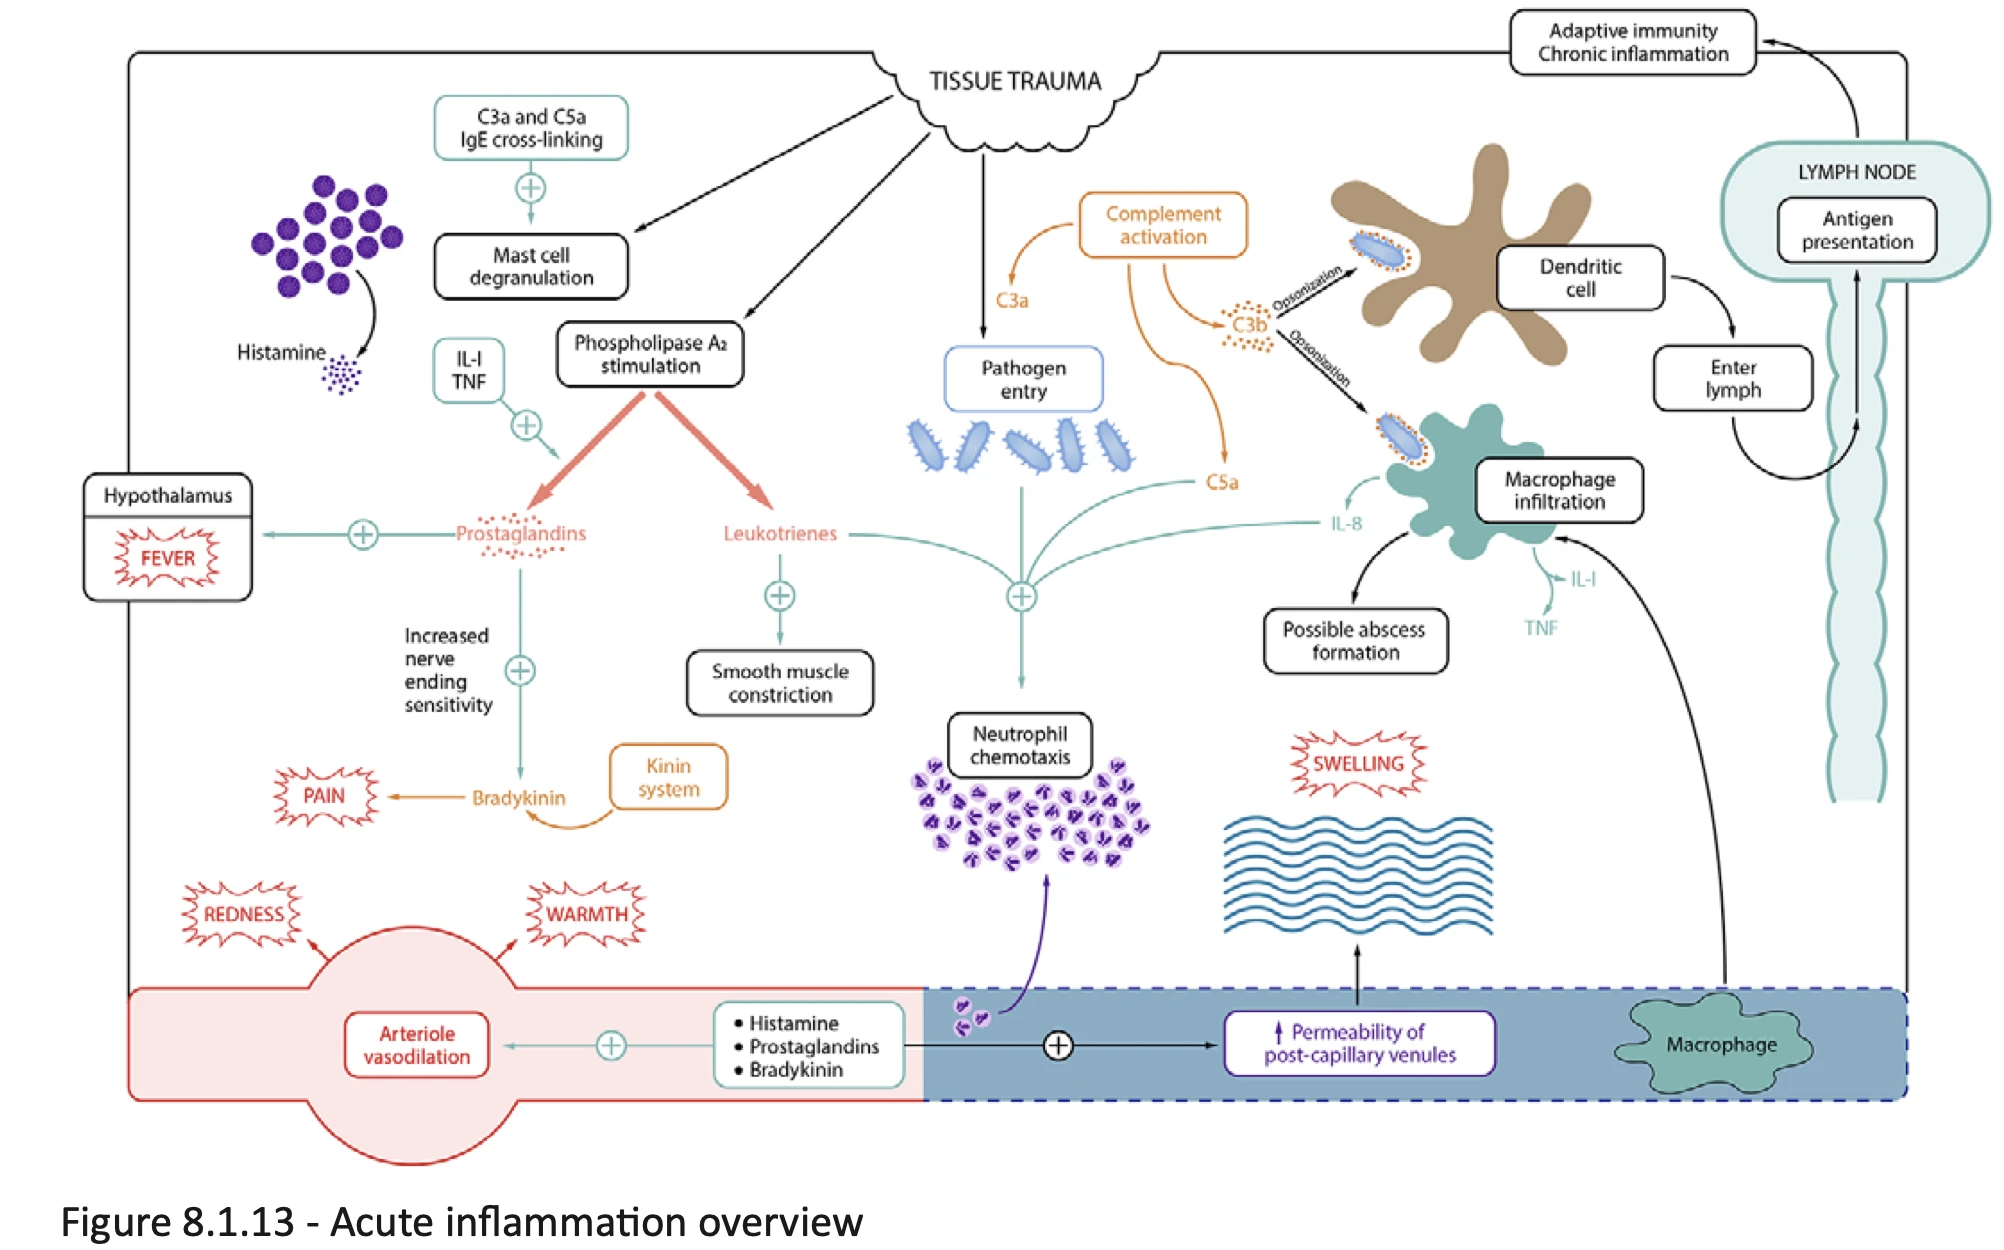 Adaptive immunity
Chronic inflammation
TISSUE TRAUMA
C3a and C5a
IgE cross-linking
LYMPH NODE
Antigen
presentation
Complement
activation
Mast cell
degranulation
Dendritic
cell
C3a
Opsonization
C3b
Opsonization
Histamine
IL-I
TNF
Phospholipase A₂
stimulation
Pathogen
entry
Enter
lymph
C5a
Macrophage
infiltration
Hypothalamus
FEVER
Prostaglandins
Leukotrienes
IL-8
IL-I
TNF
Increased
nerve
ending
sensitivity
Smooth muscle
constriction
Possible abscess
formation
Neutrophil
chemotaxis
SWELLING
Kinin
system
PAIN
Bradykinin
REDNESS
WARMTH
Arteriole
vasodilation
• Histamine
• Prostaglandins
• Bradykinin
Permeability of
post-capillary venules
Macrophage
Figure 8.1.13 - Acute inflammation overview